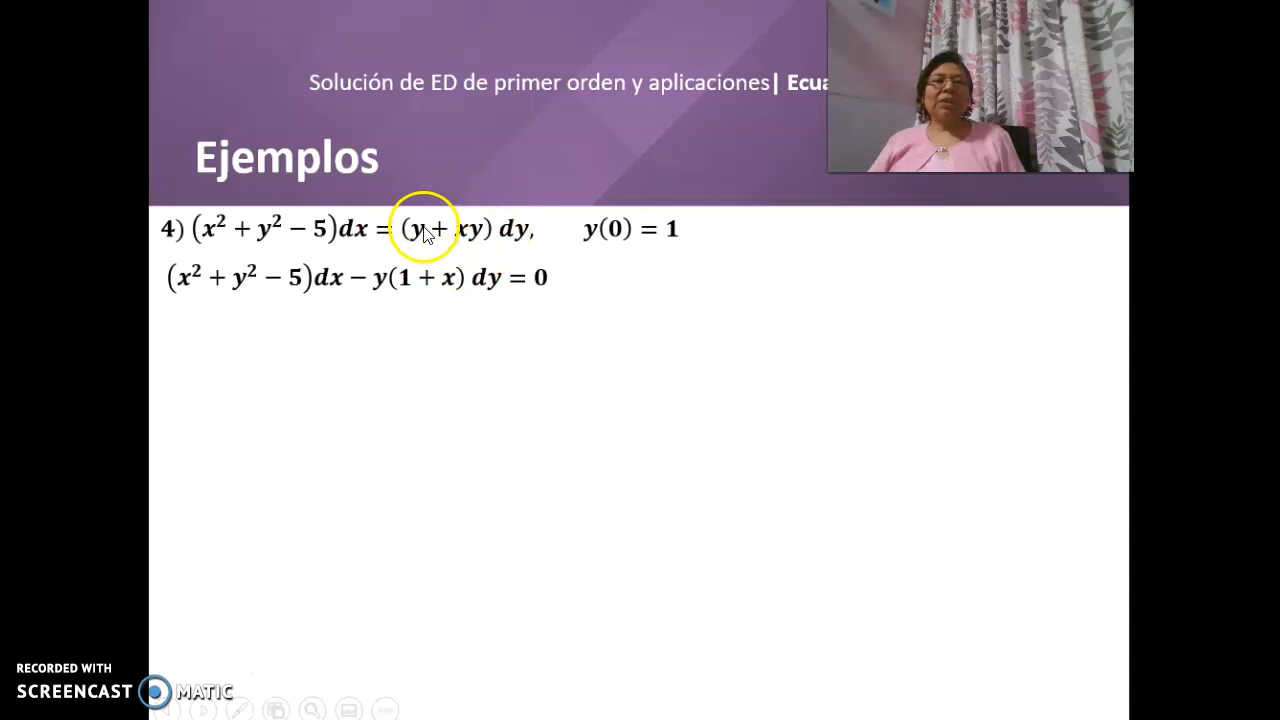 Solución de ED de primer orden y aplicaciones| Ecua
Ejemplos
4) (x² + y² − 5)dx = (y + xy) dy,    y(0) = 1
(x² + y² − 5)dx − y(1 + x) dy = 0
RECORDED WITH
SCREENCAST MATIC